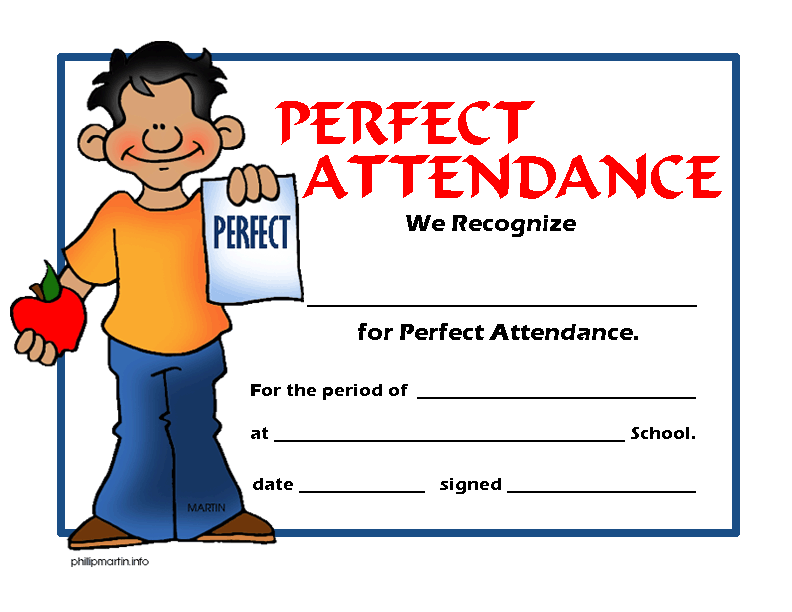 PERFECT
ATTENDANCE
PERFECT
We Recognize
for Perfect Attendance.
For the period of
at School.
date signed
MARTIN
phillipmartin.info